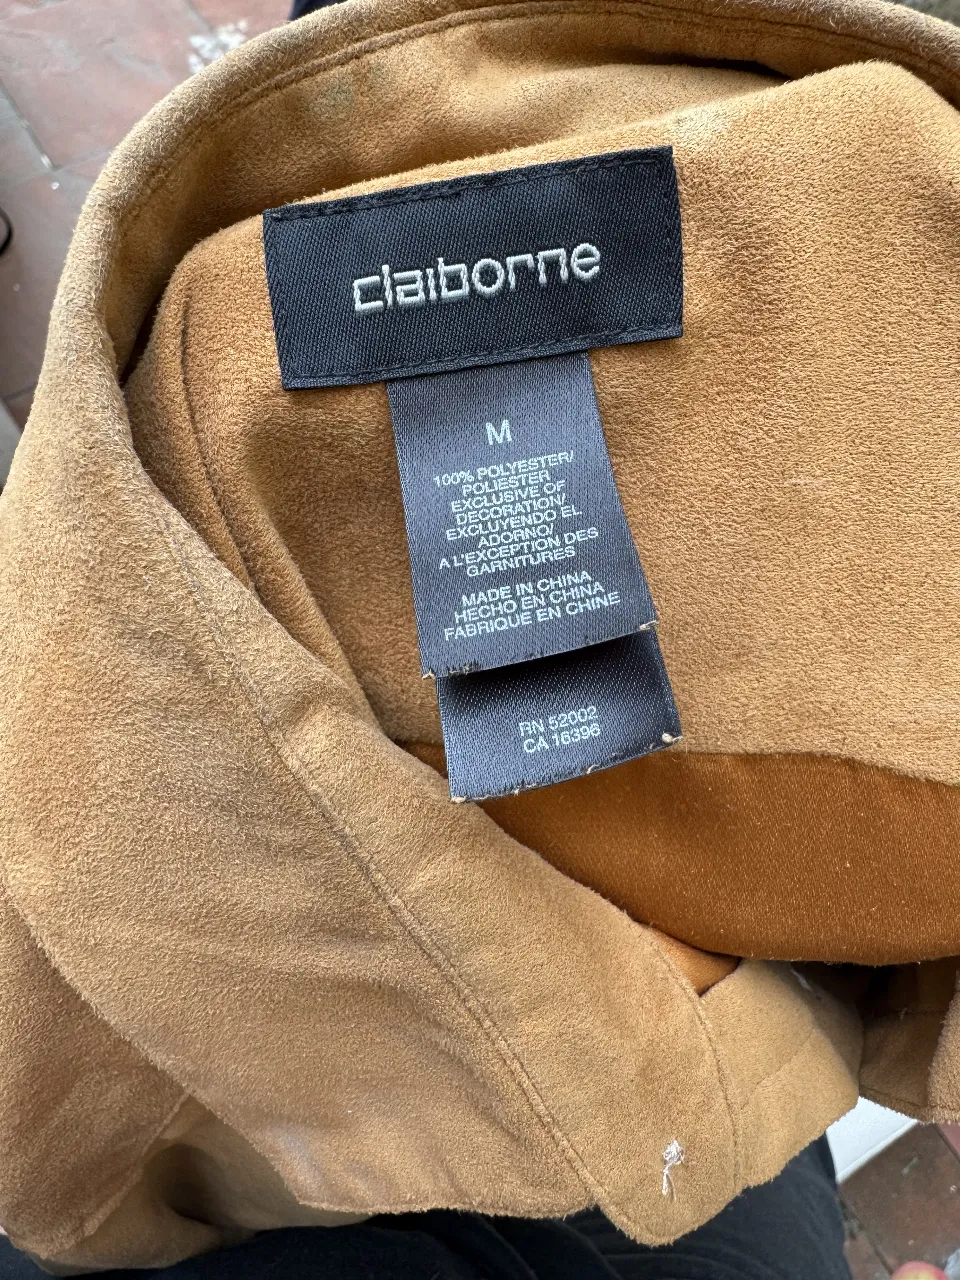 claiborne
M
100% POLYESTER/
POLIESTER
EXCLUSIVE OF
DECORATION/
EXCLUYENDO EL
ADORNO/
A L'EXCEPTION DES
GARNITURES
MADE IN CHINA
HECHO EN CHINA
FABRIQUE EN CHINE
RN 52002
CA 16396